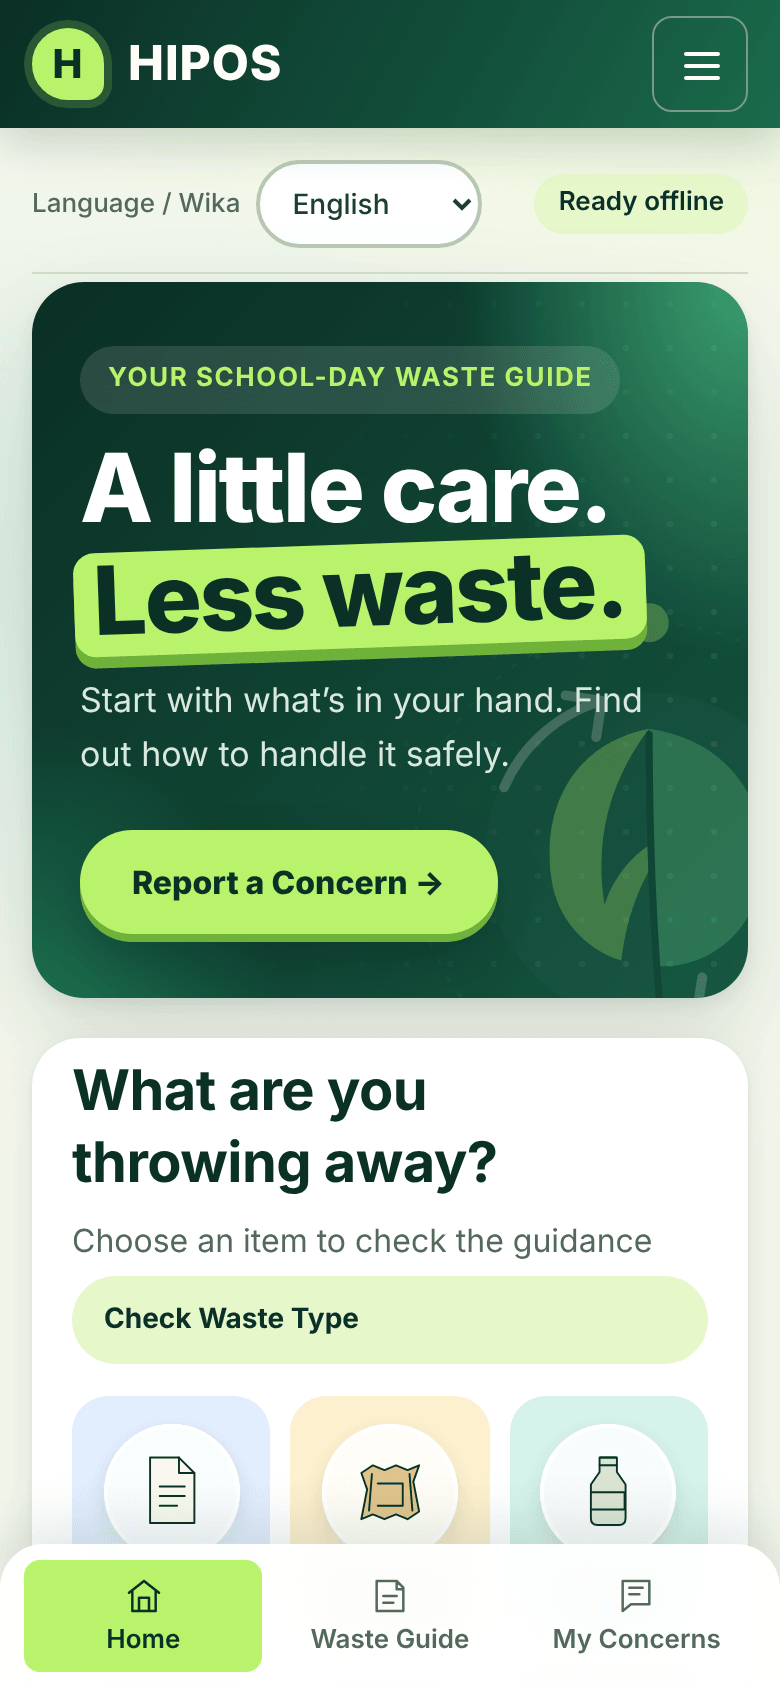 H HIPOS
Language / Wika English Ready offline
YOUR SCHOOL-DAY WASTE GUIDE
A little care.
Less waste.
Start with what’s in your hand. Find
out how to handle it safely.
Report a Concern →
What are you
throwing away?
Choose an item to check the guidance
Check Waste Type
Home Waste Guide My Concerns